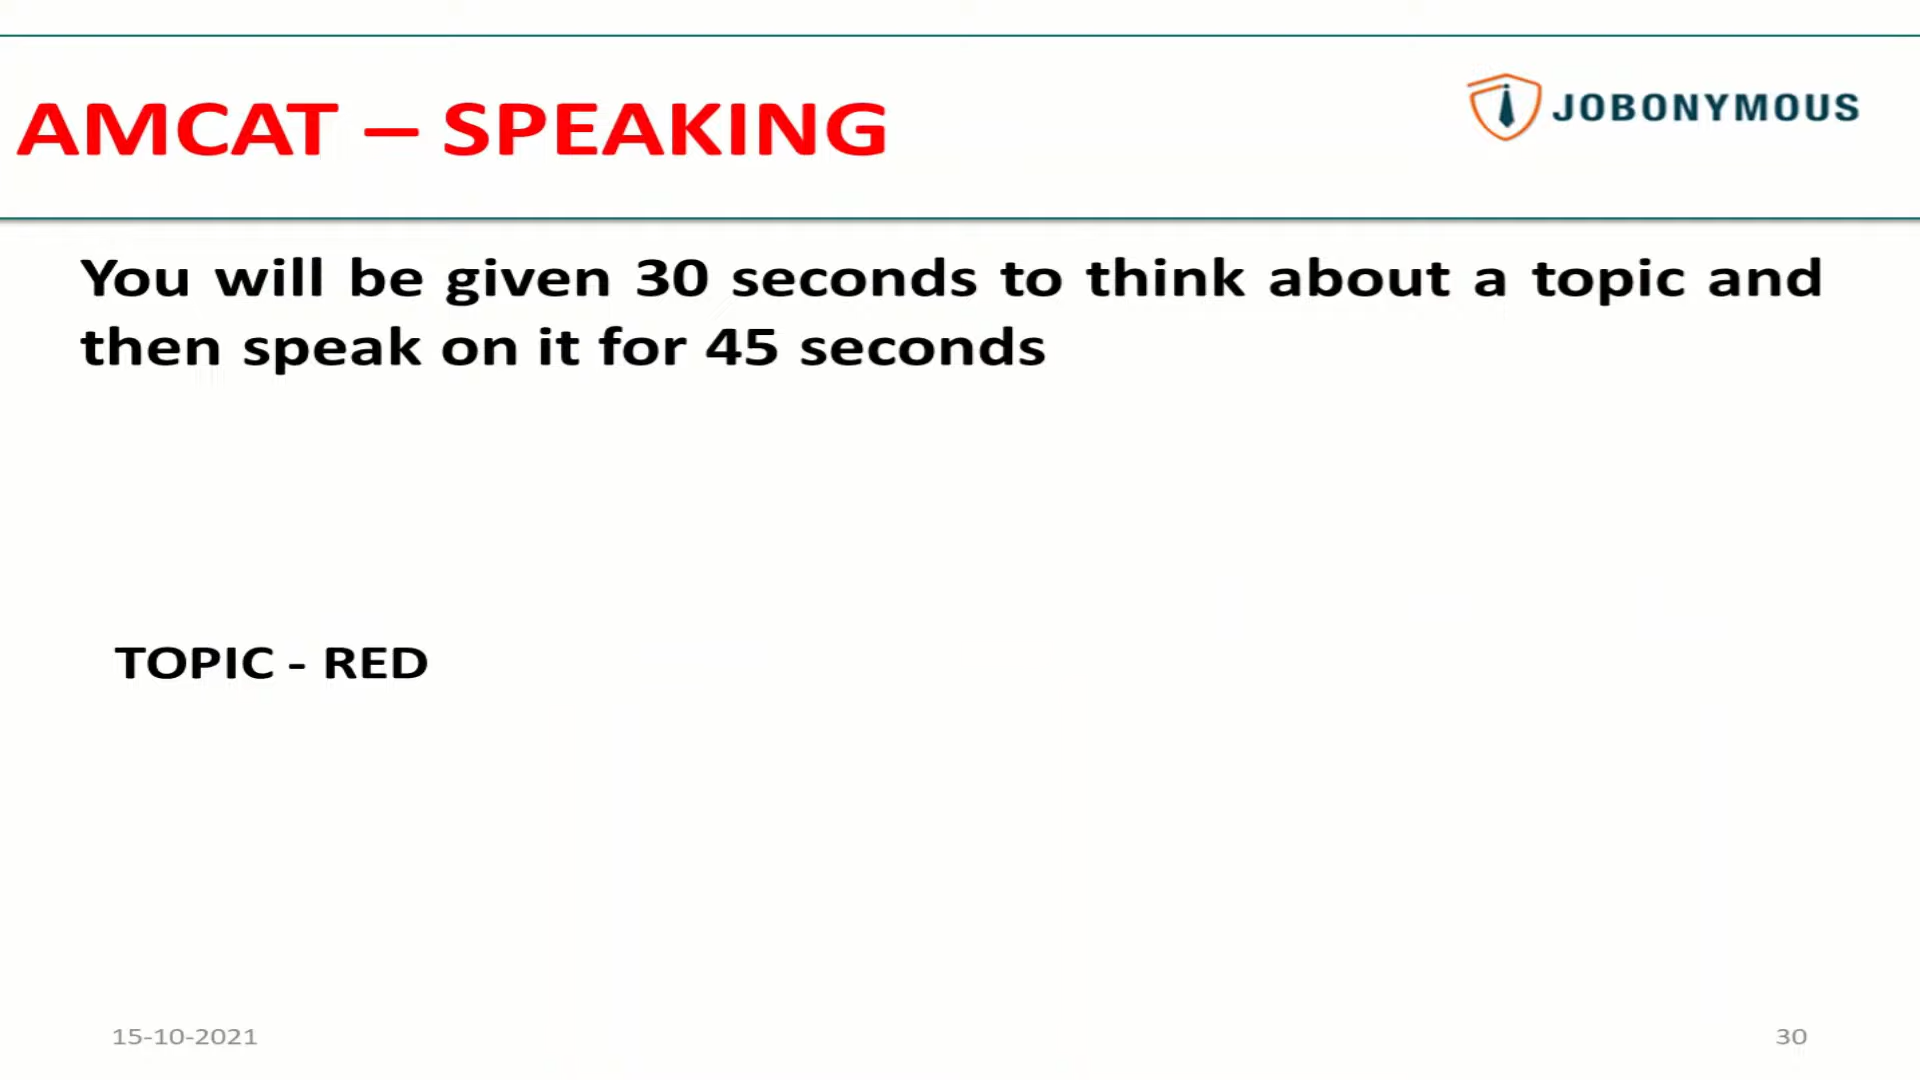 AMCAT – SPEAKING
JOBONYMOUS
You will be given 30 seconds to think about a topic and
then speak on it for 45 seconds
TOPIC - RED
15-10-2021
30